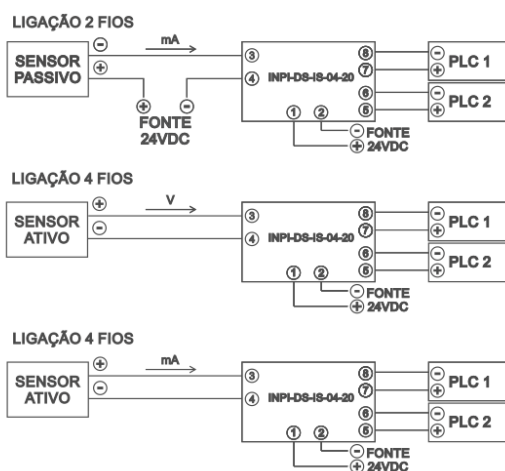 LIGAÇÃO 2 FIOS
SENSOR PASSIVO
⊖
⊕
mA
⊕
⊖
FONTE
24VDC
3
4
INPI-DS-IS-04-20
1
2
8
7
6
5
⊖
⊕
PLC 1
⊖
⊕
PLC 2
⊖ FONTE
⊕ 24VDC
LIGAÇÃO 4 FIOS
SENSOR ATIVO
⊕
⊖
V
3
4
INPI-DS-IS-04-20
1
2
8
7
6
5
⊖
⊕
PLC 1
⊖
⊕
PLC 2
⊖ FONTE
⊕ 24VDC
LIGAÇÃO 4 FIOS
SENSOR ATIVO
⊕
⊖
mA
3
4
INPI-DS-IS-04-20
1
2
8
7
6
5
⊖
⊕
PLC 1
⊖
⊕
PLC 2
⊖ FONTE
⊕ 24VDC